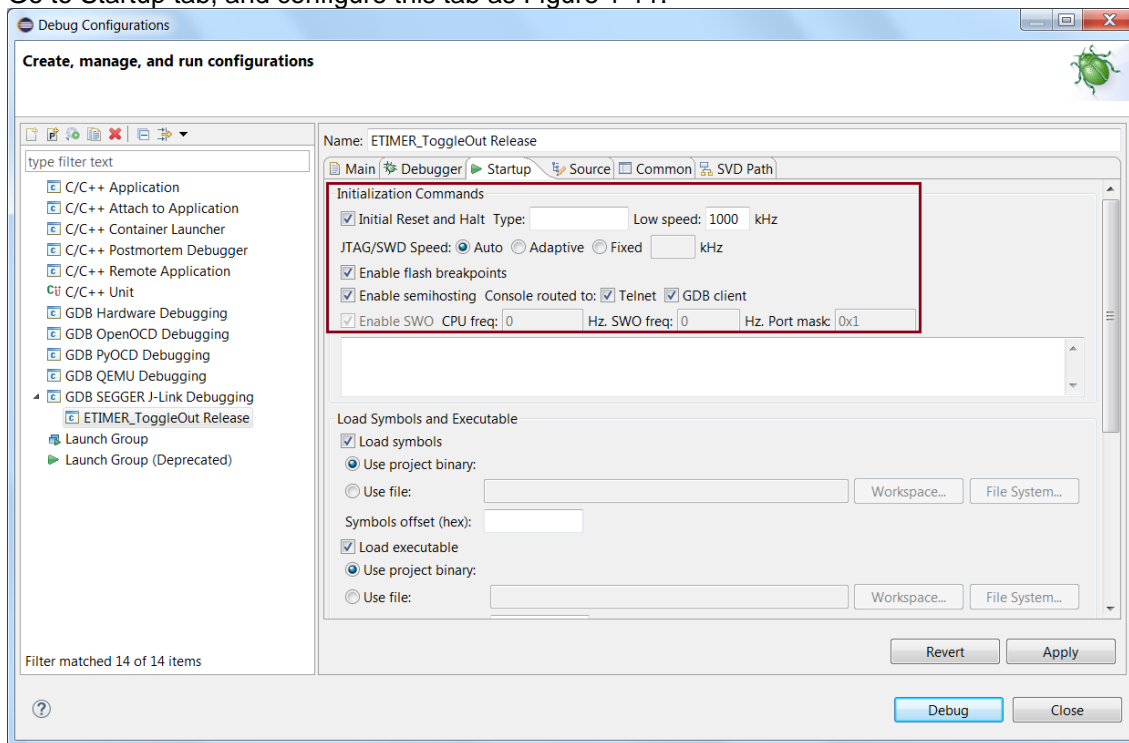 Go to Startup tab, and configure this tab as Figure 4-11.
Debug Configurations
Create, manage, and run configurations
type filter text
C/C++ Application
C/C++ Attach to Application
C/C++ Container Launcher
C/C++ Postmortem Debugger
C/C++ Remote Application
C/C++ Unit
GDB Hardware Debugging
GDB OpenOCD Debugging
GDB PyOCD Debugging
GDB QEMU Debugging
GDB SEGGER J-Link Debugging
ETIMER_ToggleOut Release
Launch Group
Launch Group (Deprecated)
Filter matched 14 of 14 items
Name: ETIMER_ToggleOut Release
Main Debugger Startup Source Common SVD Path
Initialization Commands
Initial Reset and Halt Type: Low speed: 1000 kHz
JTAG/SWD Speed: Auto Adaptive Fixed kHz
Enable flash breakpoints
Enable semihosting Console routed to: Telnet GDB client
Enable SWO CPU freq: 0 Hz. SWO freq: 0 Hz. Port mask: 0x1
Load Symbols and Executable
Load symbols
Use project binary:
Use file: Workspace... File System...
Symbols offset (hex):
Load executable
Use project binary:
Use file: Workspace... File System...
Revert Apply
Debug Close